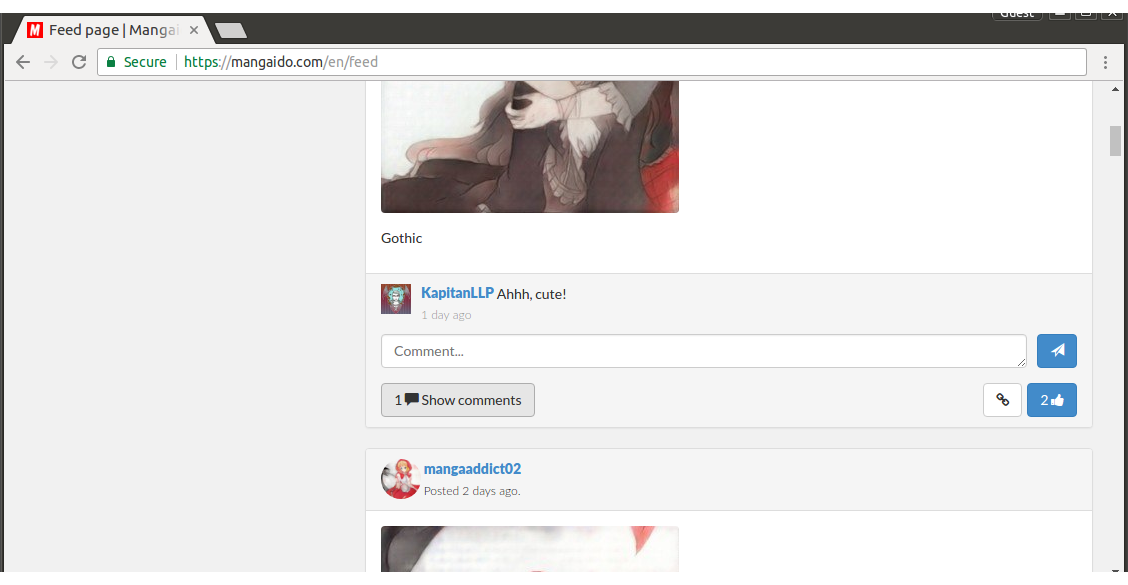 Guest
Feed page | Mangai
Secure https://mangaido.com/en/feed
Gothic
KapitanLLP Ahhh, cute!
1 day ago
Comment...
1 Show comments
2
mangaaddict02
Posted 2 days ago.